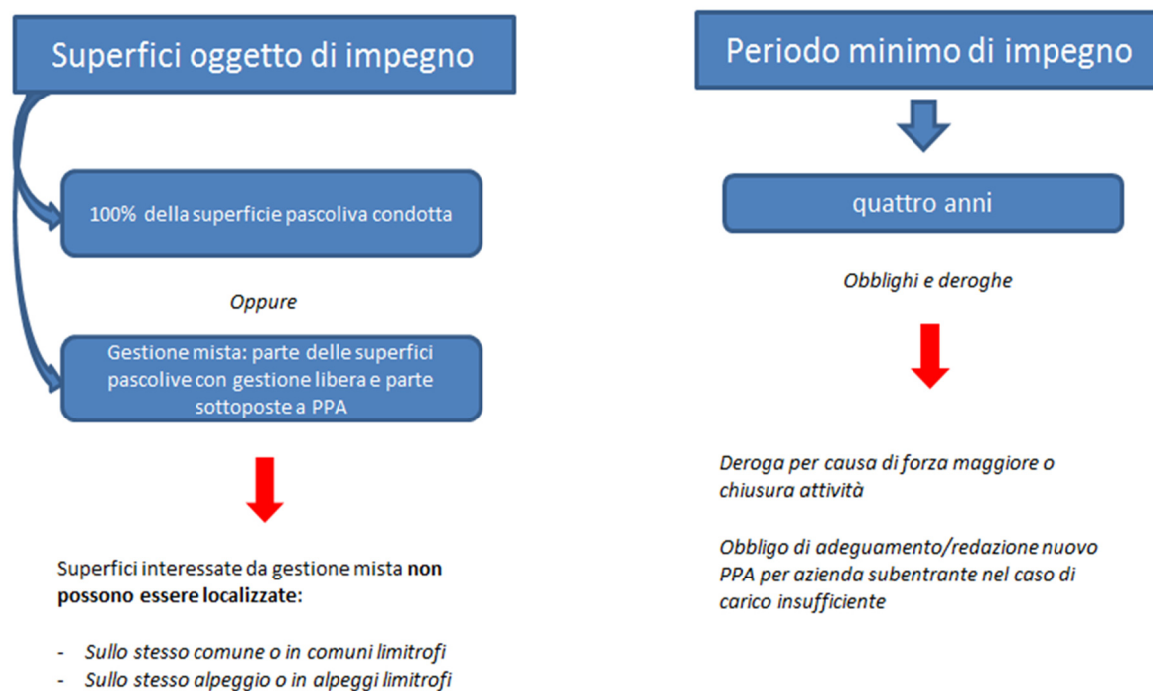 Superfici oggetto di impegno
100% della superficie pascoliva condotta
Oppure
Gestione mista: parte delle superfici
pascolive con gestione libera e parte
sottoposte a PPA
Superfici interessate da gestione mista non
possono essere localizzate:
- Sullo stesso comune o in comuni limitrofi
- Sullo stesso alpeggio o in alpeggi limitrofi
Periodo minimo di impegno
quattro anni
Obblighi e deroghe
Deroga per causa di forza maggiore o
chiusura attività
Obbligo di adeguamento/redazione nuovo
PPA per azienda subentrante nel caso di
carico insufficiente